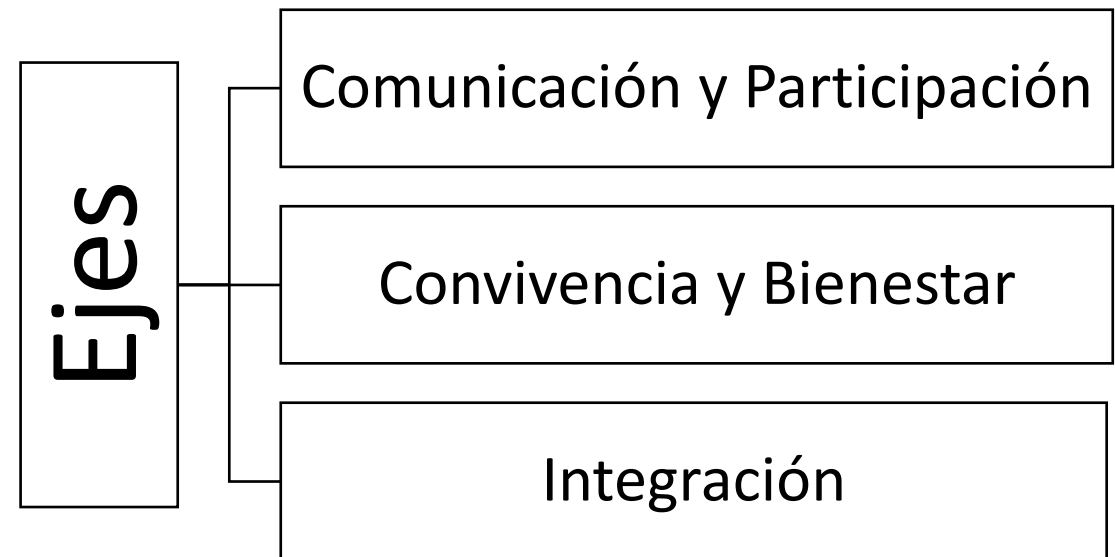 Ejes
Comunicación y Participación
Convivencia y Bienestar
Integración